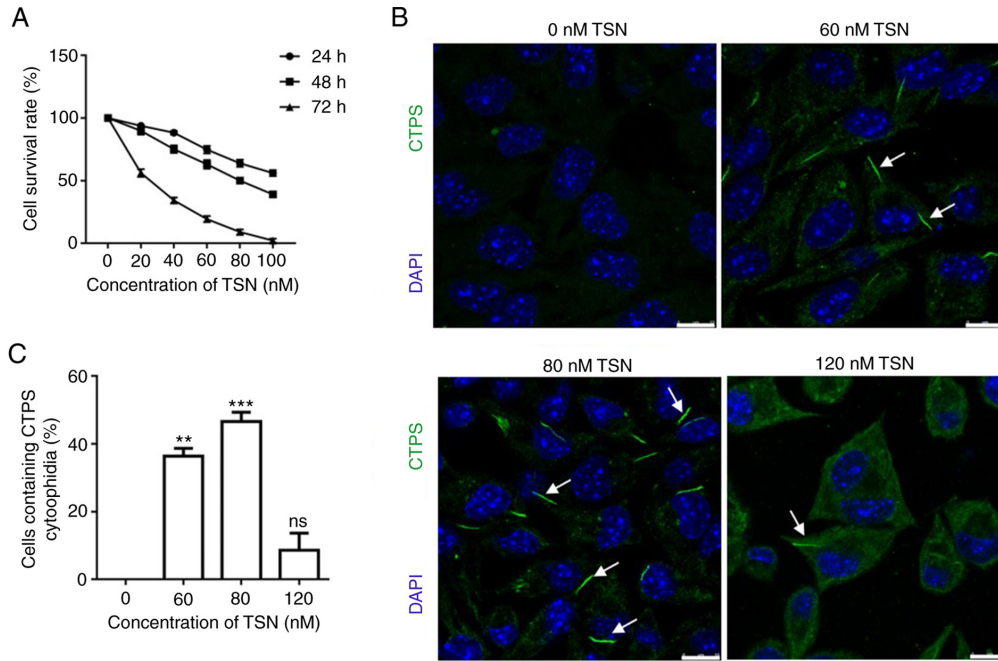 A
150
100
50
0
Cell survival rate (%)
24 h
48 h
72 h
0 20 40 60 80 100
Concentration of TSN (nM)
B
0 nM TSN
60 nM TSN
CTPS
DAPI
80 nM TSN
120 nM TSN
CTPS
DAPI
C
60
40
20
0
Cells containing CTPS
cytoophidia (%)
**
***
ns
0 60 80 120
Concentration of TSN (nM)